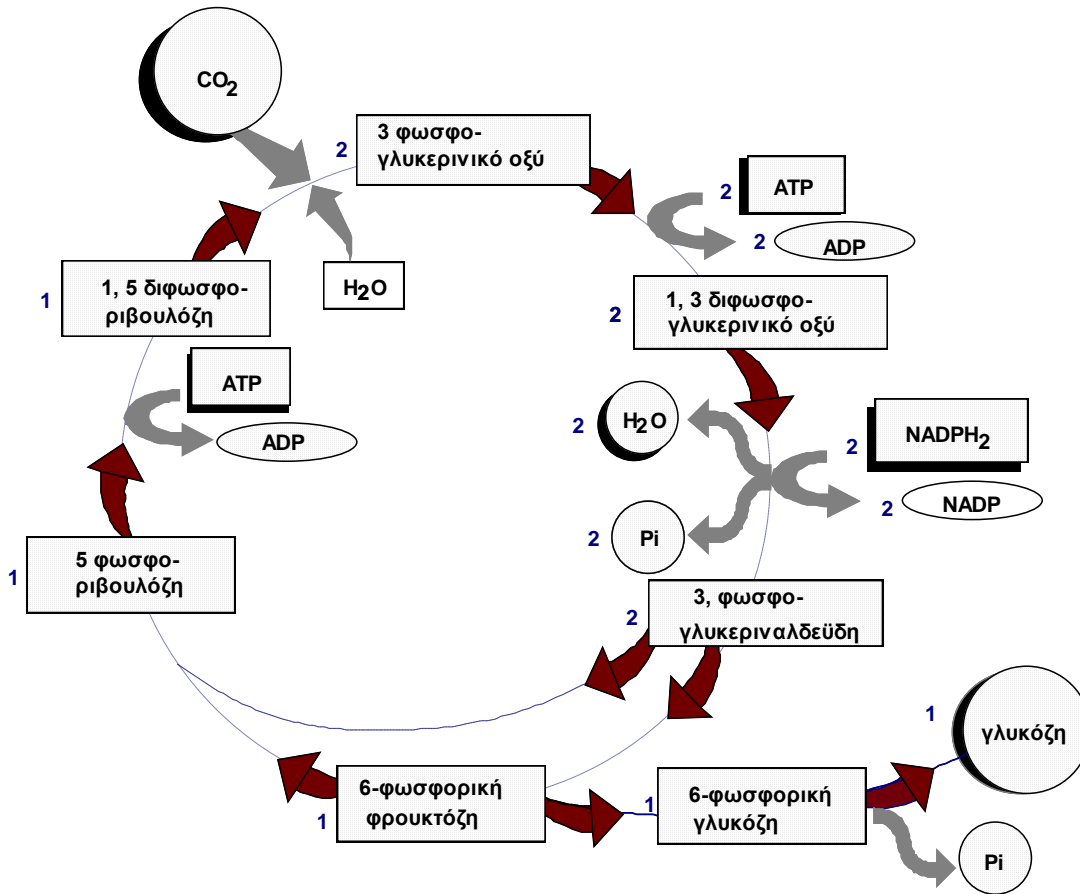 CO2
2
3 φωσφο-
γλυκερινικό οξύ
2
ATP
2
ADP
H2O
1
1, 5 διφωσφο-
ριβουλόζη
2
1, 3 διφωσφο-
γλυκερινικό οξύ
ATP
ADP
2
H2O
2
NADPH2
2
NADP
2
Pi
1
5 φωσφο-
ριβουλόζη
2
3, φωσφο-
γλυκεριναλδεϋδη
1
γλυκόζη
1
6-φωσφορική
φρουκτόζη
1
6-φωσφορική
γλυκόζη
Pi